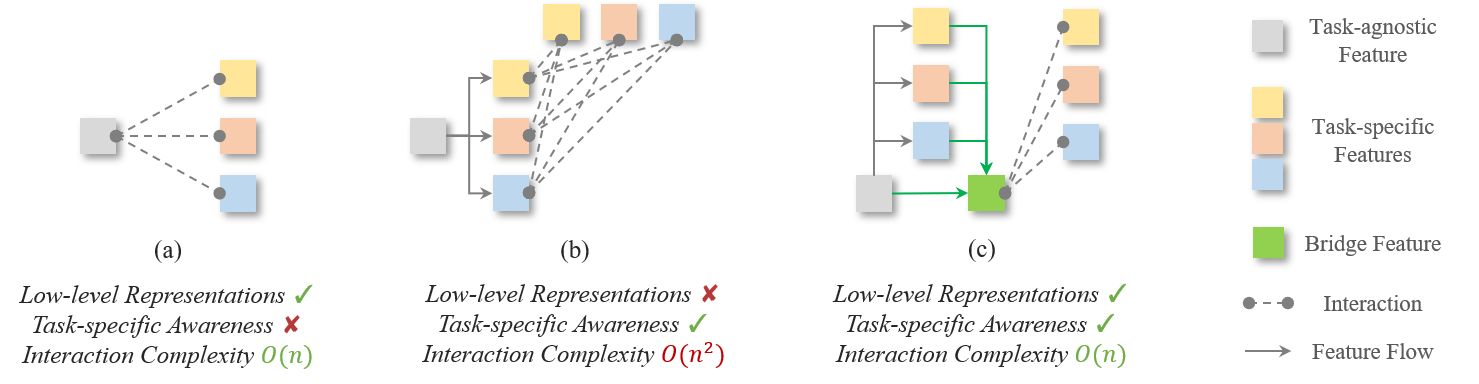 (a)
Low-level Representations ✓
Task-specific Awareness ✘
Interaction Complexity O(n)
(b)
Low-level Representations ✘
Task-specific Awareness ✓
Interaction Complexity O(n²)
(c)
Low-level Representations ✓
Task-specific Awareness ✓
Interaction Complexity O(n)
Task-agnostic
Feature
Task-specific
Features
Bridge Feature
Interaction
Feature Flow